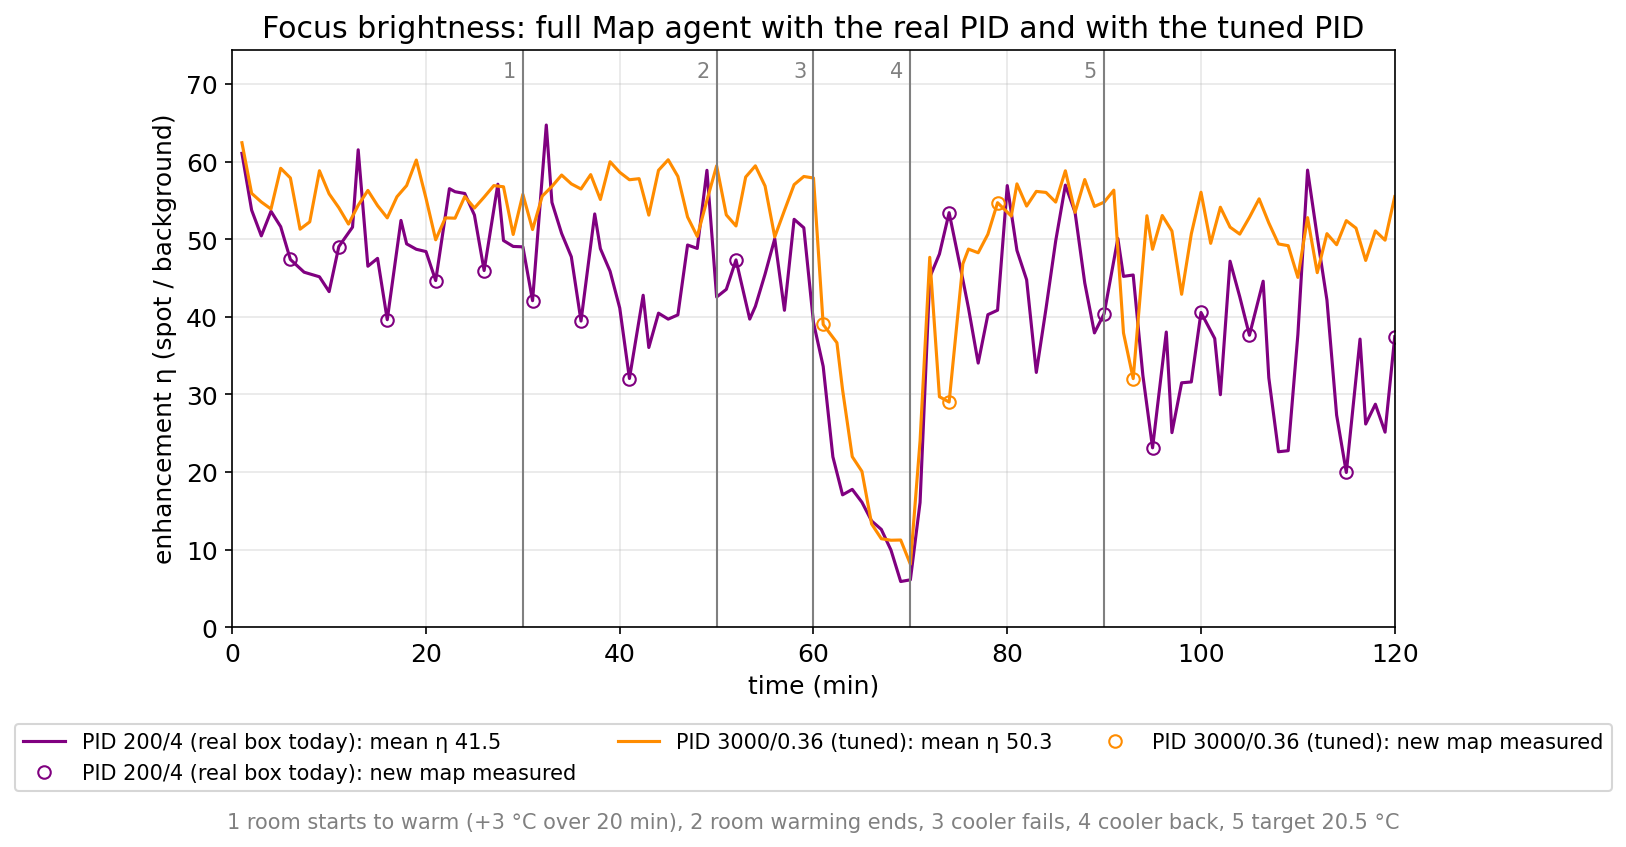 Focus brightness: full Map agent with the real PID and with the tuned PID
1 2 3 4 5
70
60
50
40
30
20
10
0
enhancement η (spot / background)
0 20 40 60 80 100 120
time (min)
PID 200/4 (real box today): mean η 41.5
PID 200/4 (real box today): new map measured
PID 3000/0.36 (tuned): mean η 50.3
PID 3000/0.36 (tuned): new map measured
1 room starts to warm (+3 °C over 20 min), 2 room warming ends, 3 cooler fails, 4 cooler back, 5 target 20.5 °C